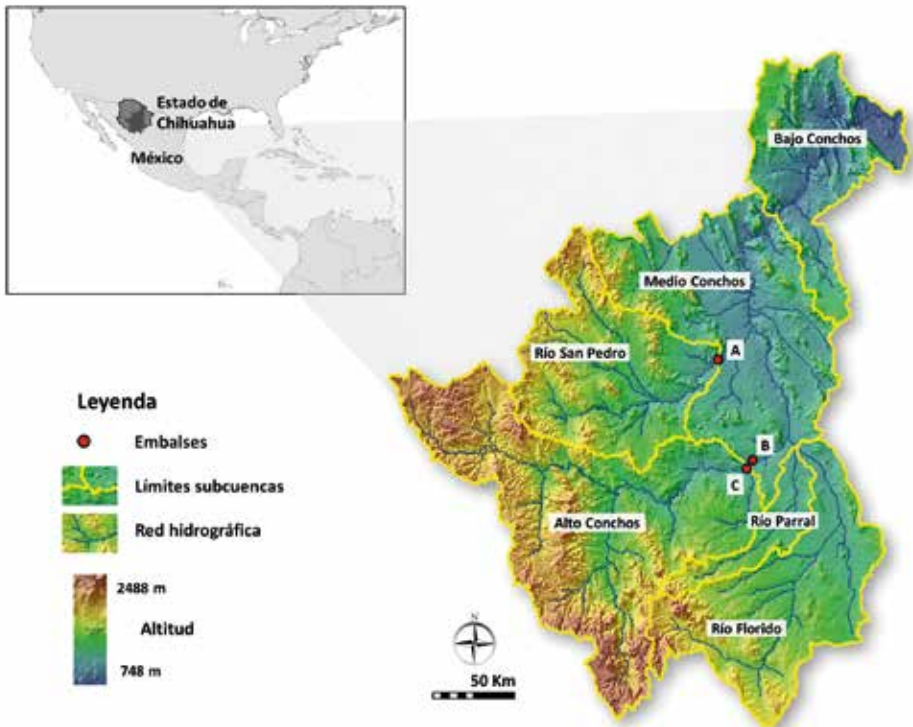 Estado de
Chihuahua
México
Bajo Conchos
Medio Conchos
Río San Pedro
A
B
C
Alto Conchos
Río Parral
Río Florido
Leyenda
Embalses
Límites subcuencas
Red hidrográfica
2488 m
Altitud
748 m
N
50 Km